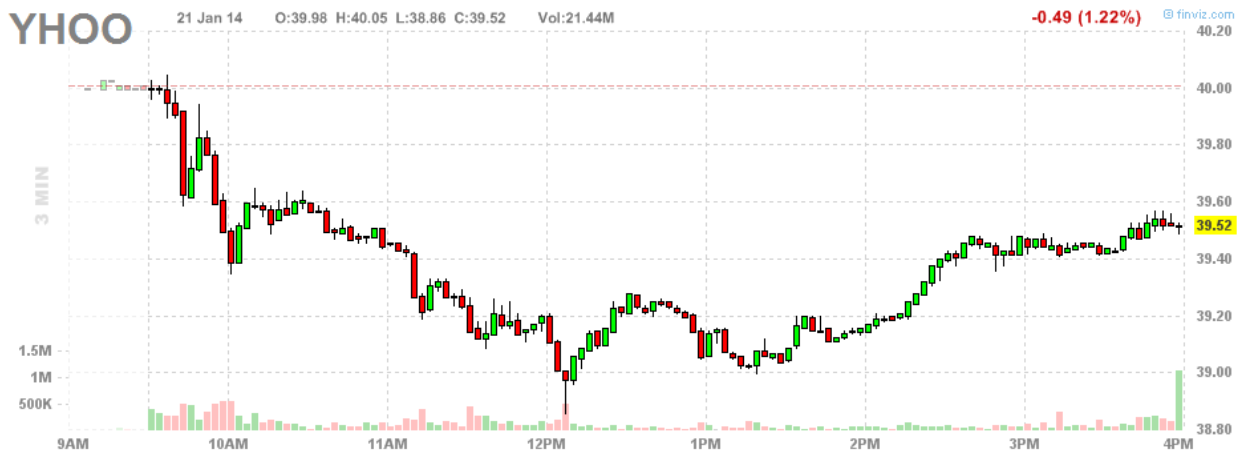 YHOO
21 Jan 14 O:39.98 H:40.05 L:38.86 C:39.52 Vol:21.44M
-0.49 (1.22%)
© finviz.com
40.20
40.00
39.80
39.60
39.52
39.40
39.20
39.00
38.80
3 MIN
1.5M
1M
500K
9AM 10AM 11AM 12PM 1PM 2PM 3PM 4PM